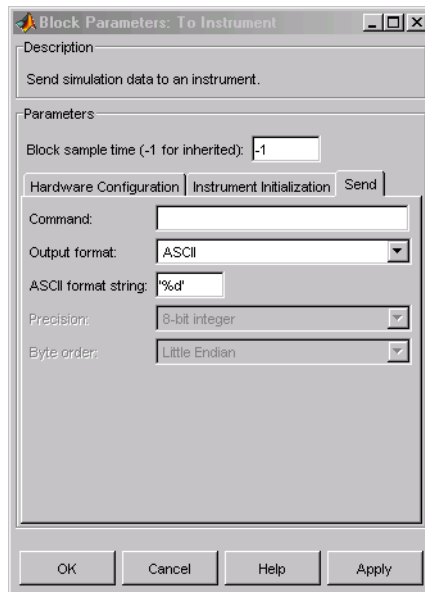 Block Parameters: To Instrument
Description
Send simulation data to an instrument.
Parameters
Block sample time (-1 for inherited): -1
Hardware Configuration Instrument Initialization Send
Command:
Output format: ASCII
ASCII format string: '%d'
Precision: 8-bit integer
Byte order: Little Endian
OK Cancel Help Apply